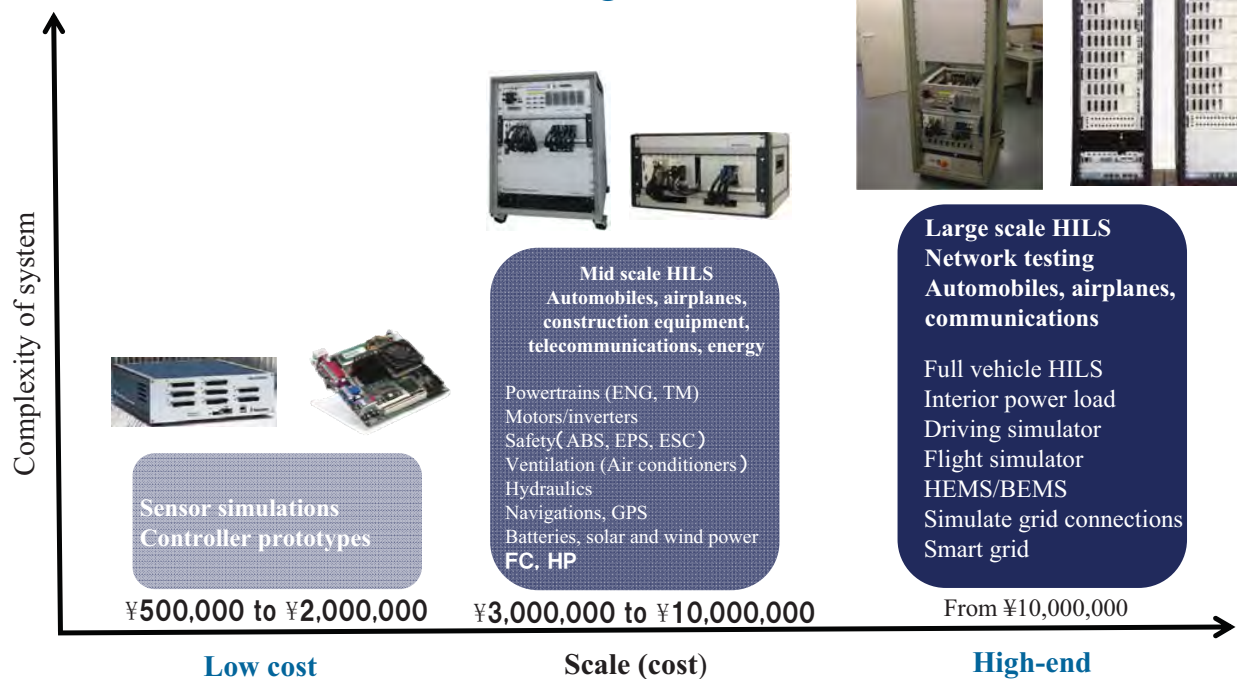 Complexity of system
Sensor simulations
Controller prototypes
¥500,000 to ¥2,000,000
Mid scale HILS
Automobiles, airplanes,
construction equipment,
telecommunications, energy
Powertrains (ENG, TM)
Motors/inverters
Safety(ABS, EPS, ESC)
Ventilation (Air conditioners)
Hydraulics
Navigations, GPS
Batteries, solar and wind power
FC, HP
¥3,000,000 to ¥10,000,000
Large scale HILS
Network testing
Automobiles, airplanes,
communications
Full vehicle HILS
Interior power load
Driving simulator
Flight simulator
HEMS/BEMS
Simulate grid connections
Smart grid
From ¥10,000,000
Low cost
Scale (cost)
High-end